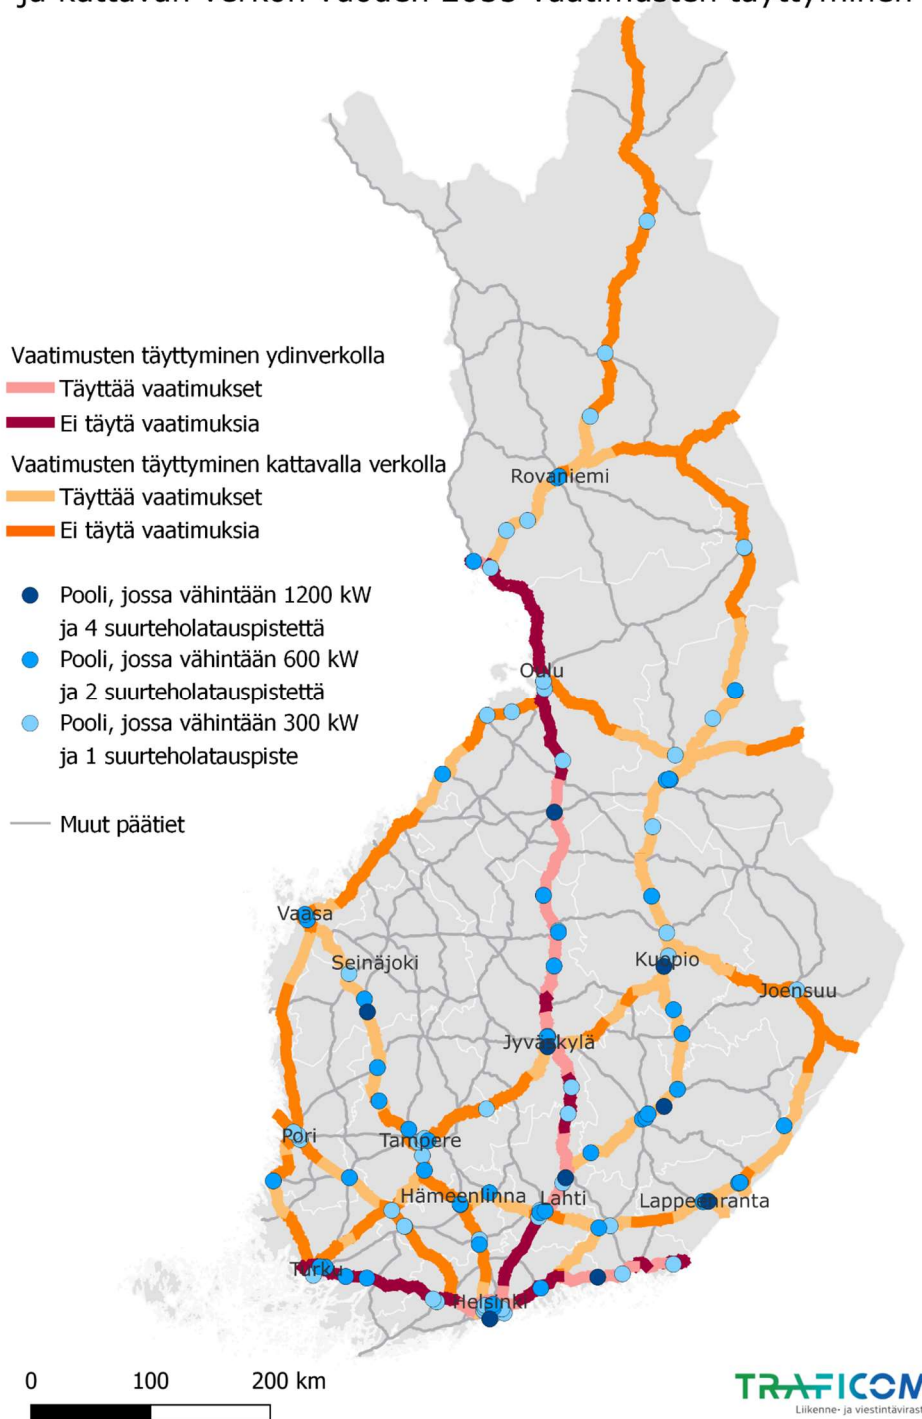 ja kattavan verkon vuoden 2035 vaatimusten täyttyminen
Vaatimusten täyttyminen ydinverkolla
Täyttää vaatimukset
Ei täytä vaatimuksia
Vaatimusten täyttyminen kattavalla verkolla
Täyttää vaatimukset
Ei täytä vaatimuksia
Pooli, jossa vähintään 1200 kW
ja 4 suurteholatauspistettä
Pooli, jossa vähintään 600 kW
ja 2 suurteholatauspistettä
Pooli, jossa vähintään 300 kW
ja 1 suurteholatauspiste
Muut päätiet
Rovaniemi
Oulu
Vaasa
Seinäjoki
Kuopio
Joensuu
Jyväskylä
Pori
Tampere
Hämeenlinna
Lahti
Lappeenranta
Turku
Helsinki
0 100 200 km
TRAFICOM
Liikenne- ja viestintävirast